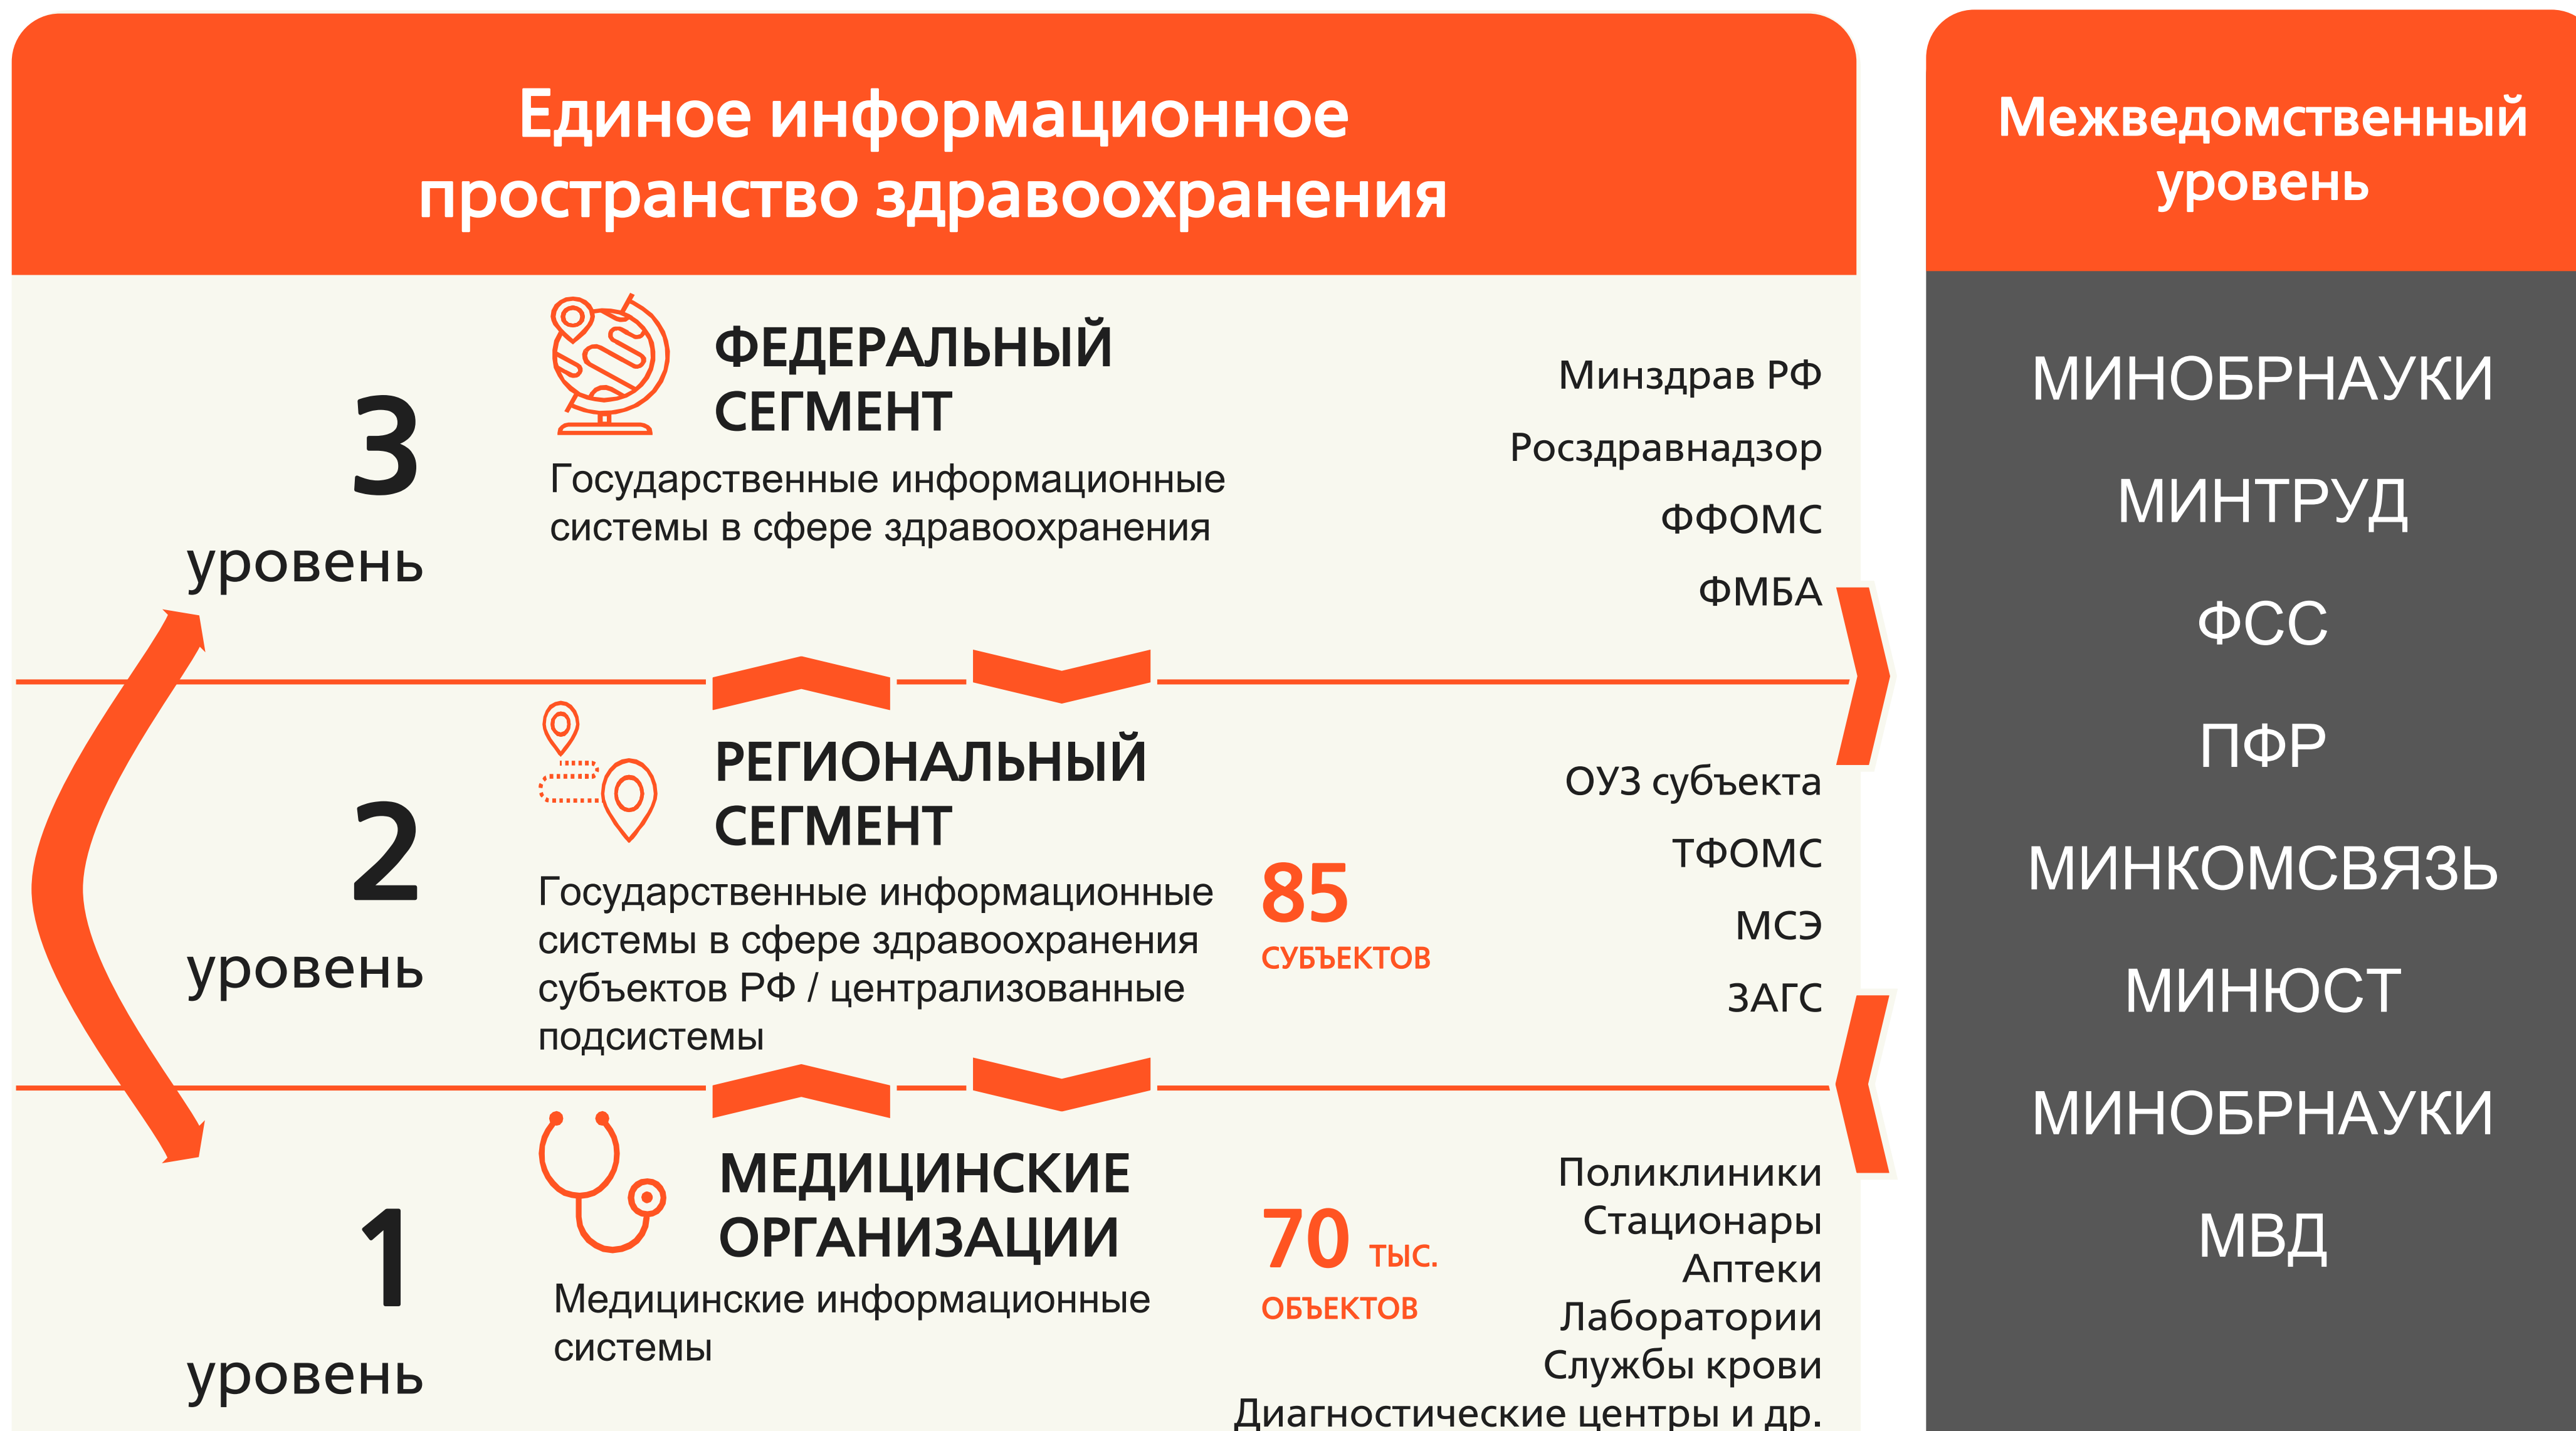 Единое информационное
пространство здравоохранения
3
уровень
ФЕДЕРАЛЬНЫЙ
СЕГМЕНТ
Государственные информационные
системы в сфере здравоохранения
Минздрав РФ
Росздравнадзор
ФФОМС
ФМБА
2
уровень
РЕГИОНАЛЬНЫЙ
СЕГМЕНТ
Государственные информационные
системы в сфере здравоохранения
субъектов РФ / централизованные
подсистемы
85
СУБЪЕКТОВ
ОУЗ субъекта
ТФОМС
МСЭ
ЗАГС
1
уровень
МЕДИЦИНСКИЕ
ОРГАНИЗАЦИИ
Медицинские информационные
системы
70 ТЫС.
ОБЪЕКТОВ
Поликлиники
Стационары
Аптеки
Лаборатории
Службы крови
Диагностические центры и др.
Межведомственный
уровень
МИНОБРНАУКИ
МИНТРУД
ФСС
ПФР
МИНКОМСВЯЗЬ
МИНЮСТ
МИНОБРНАУКИ
МВД